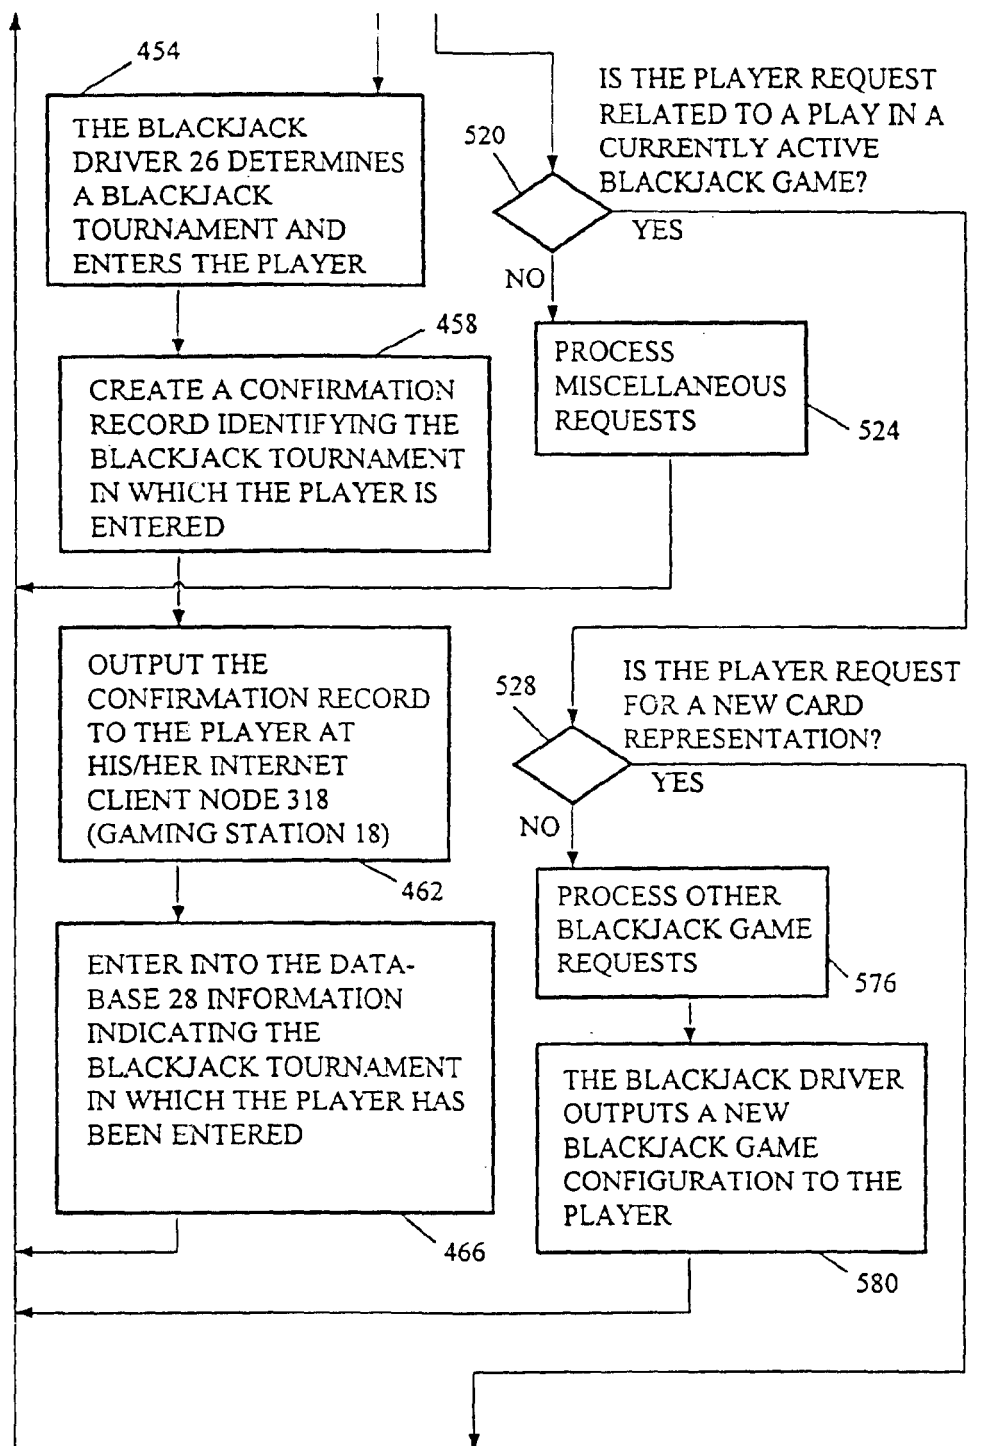 454
THE BLACKJACK
DRIVER 26 DETERMINES
A BLACKJACK
TOURNAMENT AND
ENTERS THE PLAYER
458
CREATE A CONFIRMATION
RECORD IDENTIFYING THE
BLACKJACK TOURNAMENT
IN WHICH THE PLAYER IS
ENTERED
OUTPUT THE
CONFIRMATION RECORD
TO THE PLAYER AT
HIS/HER INTERNET
CLIENT NODE 318
(GAMING STATION 18)
462
ENTER INTO THE DATA-
BASE 28 INFORMATION
INDICATING THE
BLACKJACK TOURNAMENT
IN WHICH THE PLAYER HAS
BEEN ENTERED
466
IS THE PLAYER REQUEST
RELATED TO A PLAY IN A
CURRENTLY ACTIVE
BLACKJACK GAME?
520
YES
NO
PROCESS
MISCELLANEOUS
REQUESTS
524
IS THE PLAYER REQUEST
FOR A NEW CARD
REPRESENTATION?
528
YES
NO
PROCESS OTHER
BLACKJACK GAME
REQUESTS
576
THE BLACKJACK DRIVER
OUTPUTS A NEW
BLACKJACK GAME
CONFIGURATION TO THE
PLAYER
580